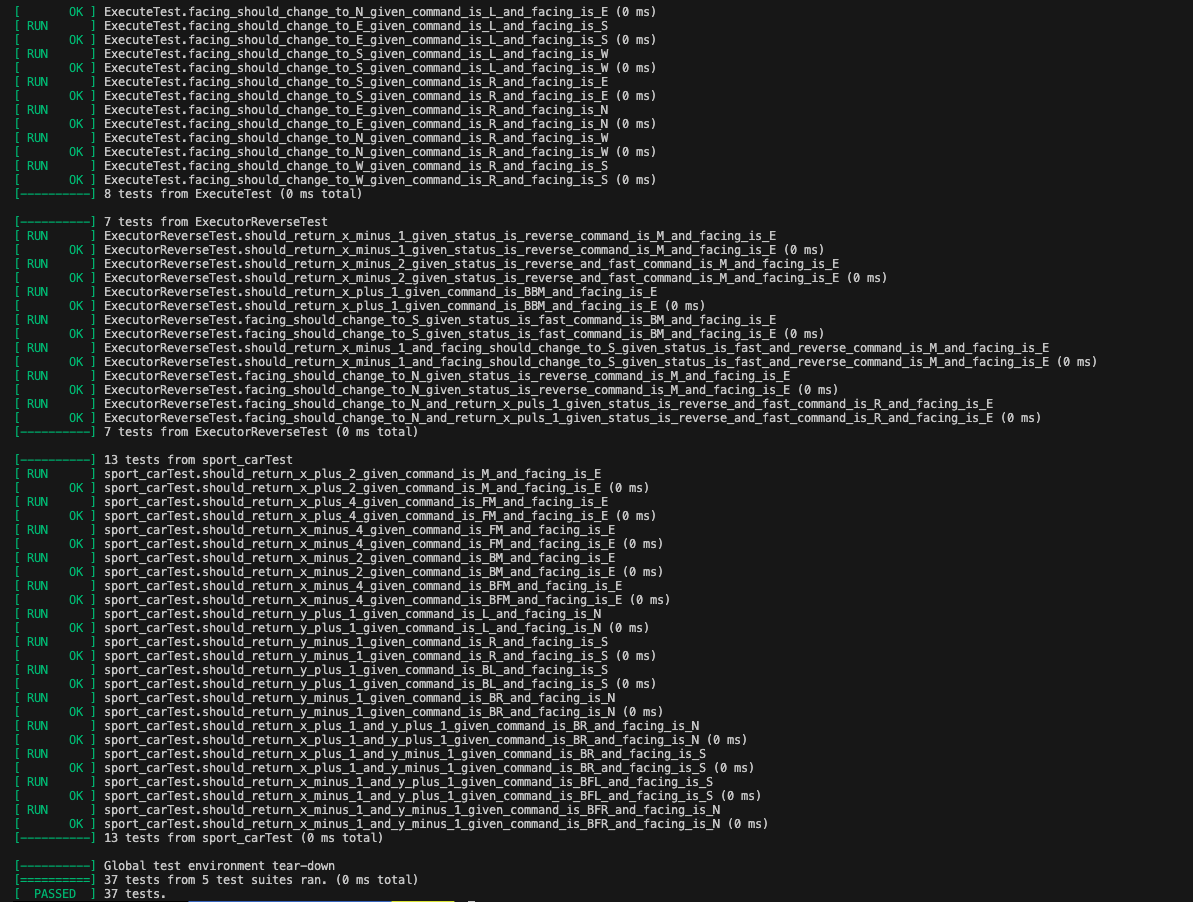 [       OK ] ExecuteTest.facing_should_change_to_N_given_command_is_L_and_facing_is_E (0 ms)
[ RUN      ] ExecuteTest.facing_should_change_to_E_given_command_is_L_and_facing_is_S
[       OK ] ExecuteTest.facing_should_change_to_E_given_command_is_L_and_facing_is_S (0 ms)
[ RUN      ] ExecuteTest.facing_should_change_to_S_given_command_is_L_and_facing_is_W
[       OK ] ExecuteTest.facing_should_change_to_S_given_command_is_L_and_facing_is_W (0 ms)
[ RUN      ] ExecuteTest.facing_should_change_to_S_given_command_is_R_and_facing_is_E
[       OK ] ExecuteTest.facing_should_change_to_S_given_command_is_R_and_facing_is_E (0 ms)
[ RUN      ] ExecuteTest.facing_should_change_to_E_given_command_is_R_and_facing_is_N
[       OK ] ExecuteTest.facing_should_change_to_E_given_command_is_R_and_facing_is_N (0 ms)
[ RUN      ] ExecuteTest.facing_should_change_to_N_given_command_is_R_and_facing_is_W
[       OK ] ExecuteTest.facing_should_change_to_N_given_command_is_R_and_facing_is_W (0 ms)
[ RUN      ] ExecuteTest.facing_should_change_to_W_given_command_is_R_and_facing_is_S
[       OK ] ExecuteTest.facing_should_change_to_W_given_command_is_R_and_facing_is_S (0 ms)
[----------] 8 tests from ExecuteTest (0 ms total)

[----------] 7 tests from ExecutorReverseTest
[ RUN      ] ExecutorReverseTest.should_return_x_minus_1_given_status_is_reverse_command_is_M_and_facing_is_E
[       OK ] ExecutorReverseTest.should_return_x_minus_1_given_status_is_reverse_command_is_M_and_facing_is_E (0 ms)
[ RUN      ] ExecutorReverseTest.should_return_x_minus_2_given_status_is_reverse_and_fast_command_is_M_and_facing_is_E
[       OK ] ExecutorReverseTest.should_return_x_minus_2_given_status_is_reverse_and_fast_command_is_M_and_facing_is_E (0 ms)
[ RUN      ] ExecutorReverseTest.should_return_x_plus_1_given_command_is_BBM_and_facing_is_E
[       OK ] ExecutorReverseTest.should_return_x_plus_1_given_command_is_BBM_and_facing_is_E (0 ms)
[ RUN      ] ExecutorReverseTest.facing_should_change_to_S_given_status_is_fast_command_is_BM_and_facing_is_E
[       OK ] ExecutorReverseTest.facing_should_change_to_S_given_status_is_fast_command_is_BM_and_facing_is_E (0 ms)
[ RUN      ] ExecutorReverseTest.should_return_x_minus_1_and_facing_should_change_to_S_given_status_is_fast_and_reverse_command_is_M_and_facing_is_E
[       OK ] ExecutorReverseTest.should_return_x_minus_1_and_facing_should_change_to_S_given_status_is_fast_and_reverse_command_is_M_and_facing_is_E (0 ms)
[ RUN      ] ExecutorReverseTest.facing_should_change_to_N_given_status_is_reverse_command_is_M_and_facing_is_E
[       OK ] ExecutorReverseTest.facing_should_change_to_N_given_status_is_reverse_command_is_M_and_facing_is_E (0 ms)
[ RUN      ] ExecutorReverseTest.facing_should_change_to_N_and_return_x_puls_1_given_status_is_reverse_and_fast_command_is_R_and_facing_is_E
[       OK ] ExecutorReverseTest.facing_should_change_to_N_and_return_x_puls_1_given_status_is_reverse_and_fast_command_is_R_and_facing_is_E (0 ms)
[----------] 7 tests from ExecutorReverseTest (0 ms total)

[----------] 13 tests from sport_carTest
[ RUN      ] sport_carTest.should_return_x_plus_2_given_command_is_M_and_facing_is_E
[       OK ] sport_carTest.should_return_x_plus_2_given_command_is_M_and_facing_is_E (0 ms)
[ RUN      ] sport_carTest.should_return_x_plus_4_given_command_is_FM_and_facing_is_E
[       OK ] sport_carTest.should_return_x_plus_4_given_command_is_FM_and_facing_is_E (0 ms)
[ RUN      ] sport_carTest.should_return_x_minus_4_given_command_is_FM_and_facing_is_E
[       OK ] sport_carTest.should_return_x_minus_4_given_command_is_FM_and_facing_is_E (0 ms)
[ RUN      ] sport_carTest.should_return_x_minus_2_given_command_is_BM_and_facing_is_E
[       OK ] sport_carTest.should_return_x_minus_2_given_command_is_BM_and_facing_is_E (0 ms)
[ RUN      ] sport_carTest.should_return_x_minus_4_given_command_is_BFM_and_facing_is_E
[       OK ] sport_carTest.should_return_x_minus_4_given_command_is_BFM_and_facing_is_E (0 ms)
[ RUN      ] sport_carTest.should_return_y_plus_1_given_command_is_L_and_facing_is_N
[       OK ] sport_carTest.should_return_y_plus_1_given_command_is_L_and_facing_is_N (0 ms)
[ RUN      ] sport_carTest.should_return_y_minus_1_given_command_is_R_and_facing_is_S
[       OK ] sport_carTest.should_return_y_minus_1_given_command_is_R_and_facing_is_S (0 ms)
[ RUN      ] sport_carTest.should_return_y_plus_1_given_command_is_BL_and_facing_is_S
[       OK ] sport_carTest.should_return_y_plus_1_given_command_is_BL_and_facing_is_S (0 ms)
[ RUN      ] sport_carTest.should_return_y_minus_1_given_command_is_BR_and_facing_is_N
[       OK ] sport_carTest.should_return_y_minus_1_given_command_is_BR_and_facing_is_N (0 ms)
[ RUN      ] sport_carTest.should_return_x_plus_1_and_y_plus_1_given_command_is_BR_and_facing_is_N
[       OK ] sport_carTest.should_return_x_plus_1_and_y_plus_1_given_command_is_BR_and_facing_is_N (0 ms)
[ RUN      ] sport_carTest.should_return_x_plus_1_and_y_minus_1_given_command_is_BR_and_facing_is_S
[       OK ] sport_carTest.should_return_x_plus_1_and_y_minus_1_given_command_is_BR_and_facing_is_S (0 ms)
[ RUN      ] sport_carTest.should_return_x_minus_1_and_y_plus_1_given_command_is_BFL_and_facing_is_S
[       OK ] sport_carTest.should_return_x_minus_1_and_y_plus_1_given_command_is_BFL_and_facing_is_S (0 ms)
[ RUN      ] sport_carTest.should_return_x_minus_1_and_y_minus_1_given_command_is_BFR_and_facing_is_N
[       OK ] sport_carTest.should_return_x_minus_1_and_y_minus_1_given_command_is_BFR_and_facing_is_N (0 ms)
[----------] 13 tests from sport_carTest (0 ms total)

[----------] Global test environment tear-down
[==========] 37 tests from 5 test suites ran. (0 ms total)
[  PASSED  ] 37 tests.